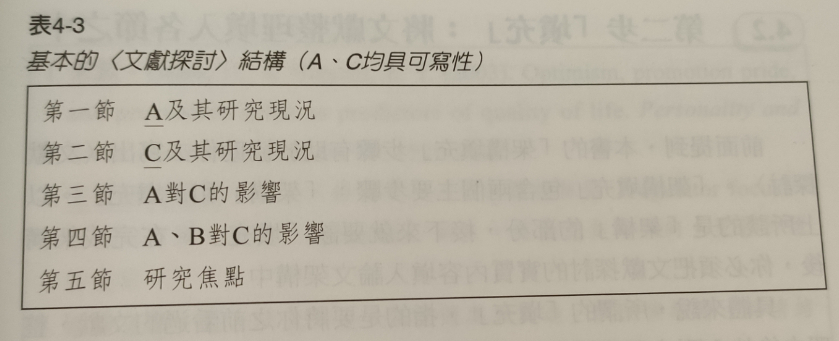 表4-3
基本的〈文獻探討〉結構（A、C均具可寫性）
第一節 A及其研究現況
第二節 C及其研究現況
第三節 A對C的影響
第四節 A、B對C的影響
第五節 研究焦點